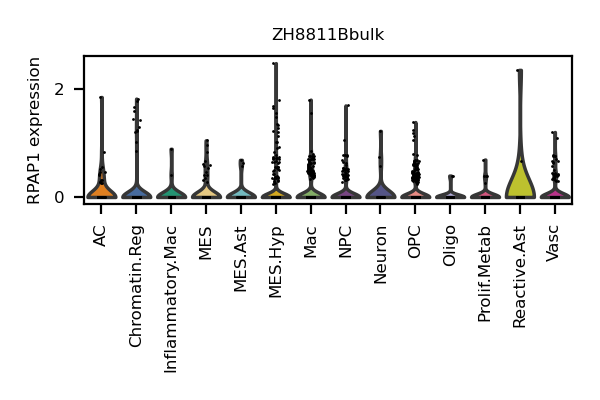 ZH8811Bbulk
RPAP1 expression
2
0
AC
Chromatin.Reg
Inflammatory.Mac
MES
MES.Ast
MES.Hyp
Mac
NPC
Neuron
OPC
Oligo
Prolif.Metab
Reactive.Ast
Vasc